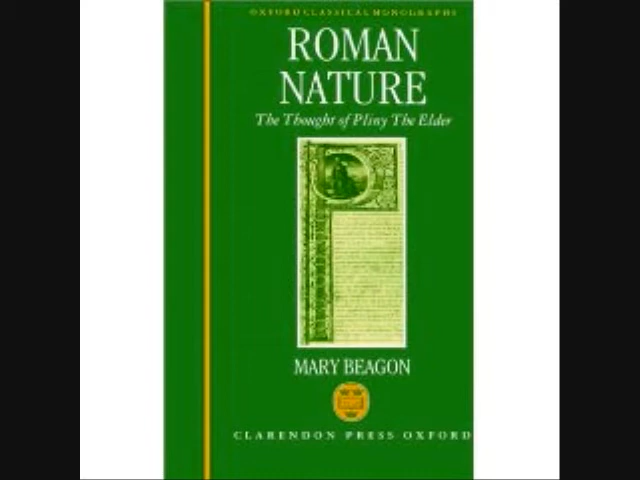 OXFORD CLASSICAL MONOGRAPHS
ROMAN
NATURE
The Thought of Pliny The Elder
MARY BEAGON
CLARENDON PRESS OXFORD